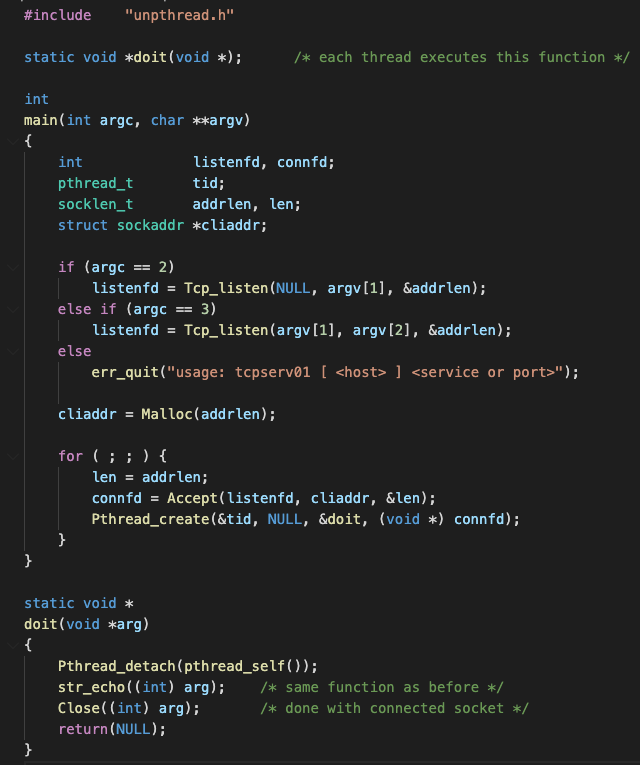 #include    "unpthread.h"

static void *doit(void *);      /* each thread executes this function */

int
main(int argc, char **argv)
{
    int             listenfd, connfd;
    pthread_t       tid;
    socklen_t       addrlen, len;
    struct sockaddr *cliaddr;

    if (argc == 2)
        listenfd = Tcp_listen(NULL, argv[1], &addrlen);
    else if (argc == 3)
        listenfd = Tcp_listen(argv[1], argv[2], &addrlen);
    else
        err_quit("usage: tcpserv01 [ <host> ] <service or port>");

    cliaddr = Malloc(addrlen);

    for ( ; ; ) {
        len = addrlen;
        connfd = Accept(listenfd, cliaddr, &len);
        Pthread_create(&tid, NULL, &doit, (void *) connfd);
    }
}

static void *
doit(void *arg)
{
    Pthread_detach(pthread_self());
    str_echo((int) arg);    /* same function as before */
    Close((int) arg);       /* done with connected socket */
    return(NULL);
}